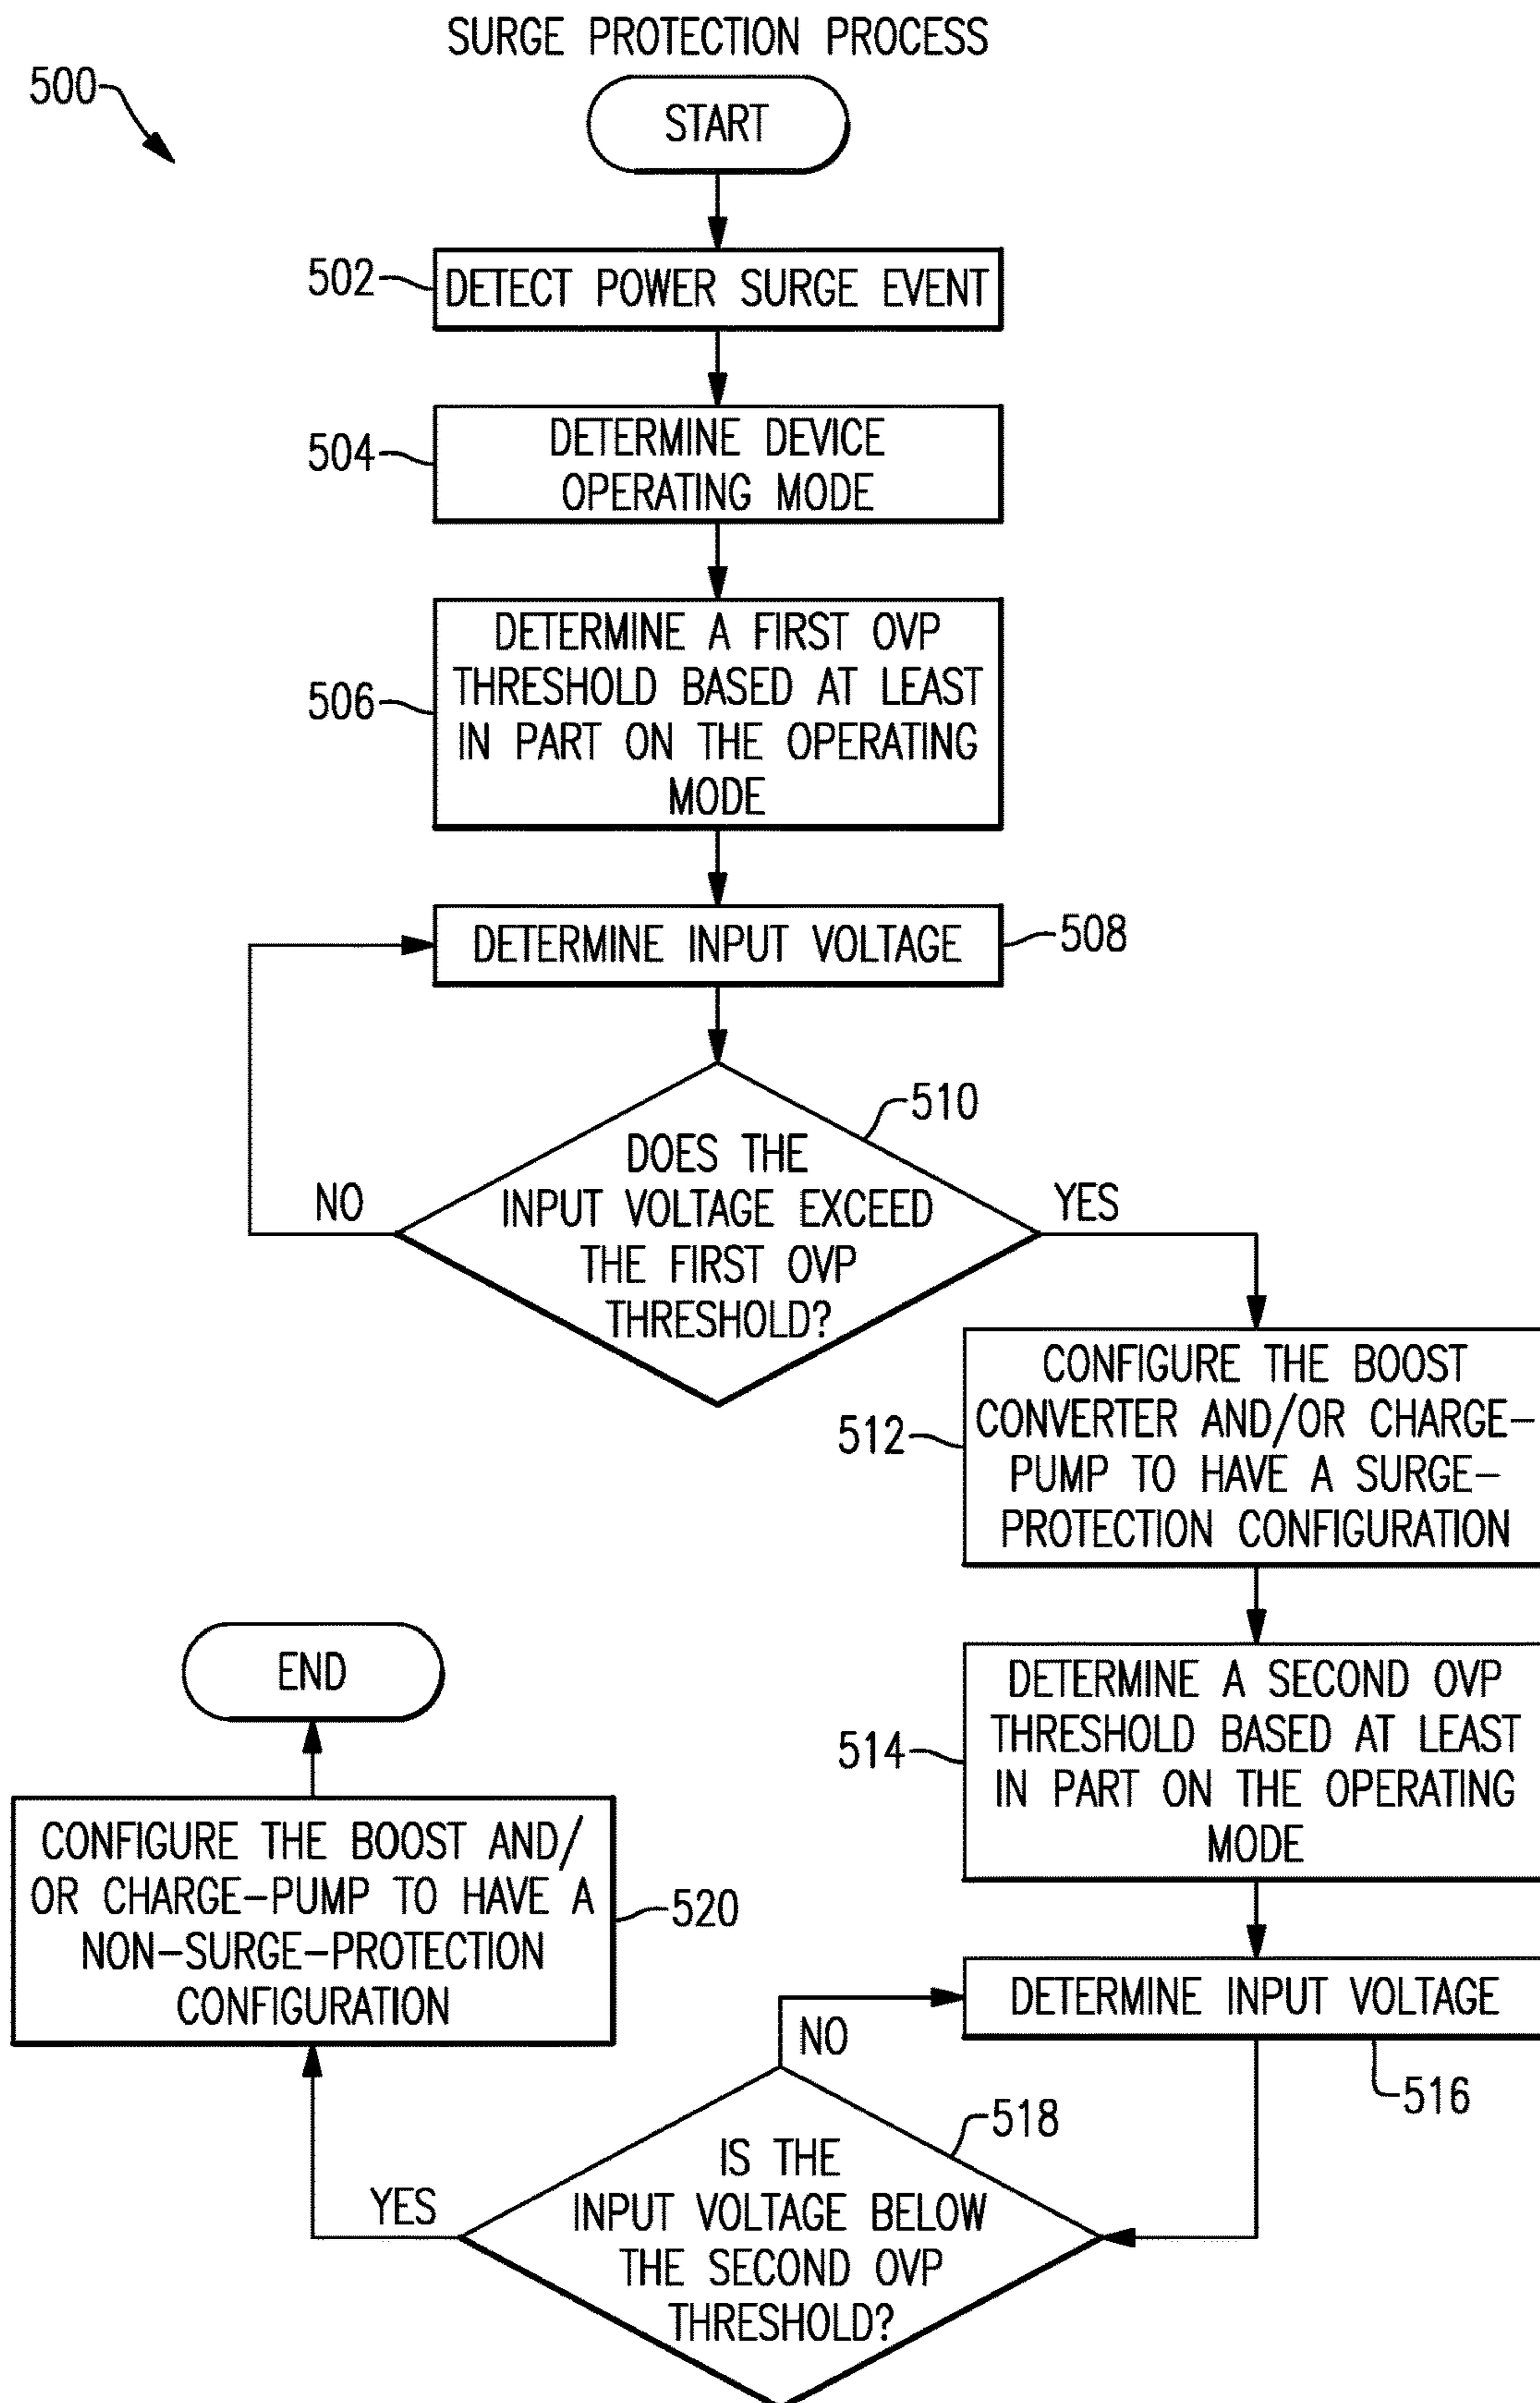 SURGE PROTECTION PROCESS
500
START
502
DETECT POWER SURGE EVENT
504
DETERMINE DEVICE
OPERATING MODE
506
DETERMINE A FIRST OVP
THRESHOLD BASED AT LEAST
IN PART ON THE OPERATING
MODE
DETERMINE INPUT VOLTAGE
508
510
DOES THE
INPUT VOLTAGE EXCEED
THE FIRST OVP
THRESHOLD?
NO
YES
512
CONFIGURE THE BOOST
CONVERTER AND/OR CHARGE-
PUMP TO HAVE A SURGE-
PROTECTION CONFIGURATION
514
DETERMINE A SECOND OVP
THRESHOLD BASED AT LEAST
IN PART ON THE OPERATING
MODE
DETERMINE INPUT VOLTAGE
516
518
IS THE
INPUT VOLTAGE BELOW
THE SECOND OVP
THRESHOLD?
NO
YES
CONFIGURE THE BOOST AND/
OR CHARGE-PUMP TO HAVE A
NON-SURGE-PROTECTION
CONFIGURATION
520
END